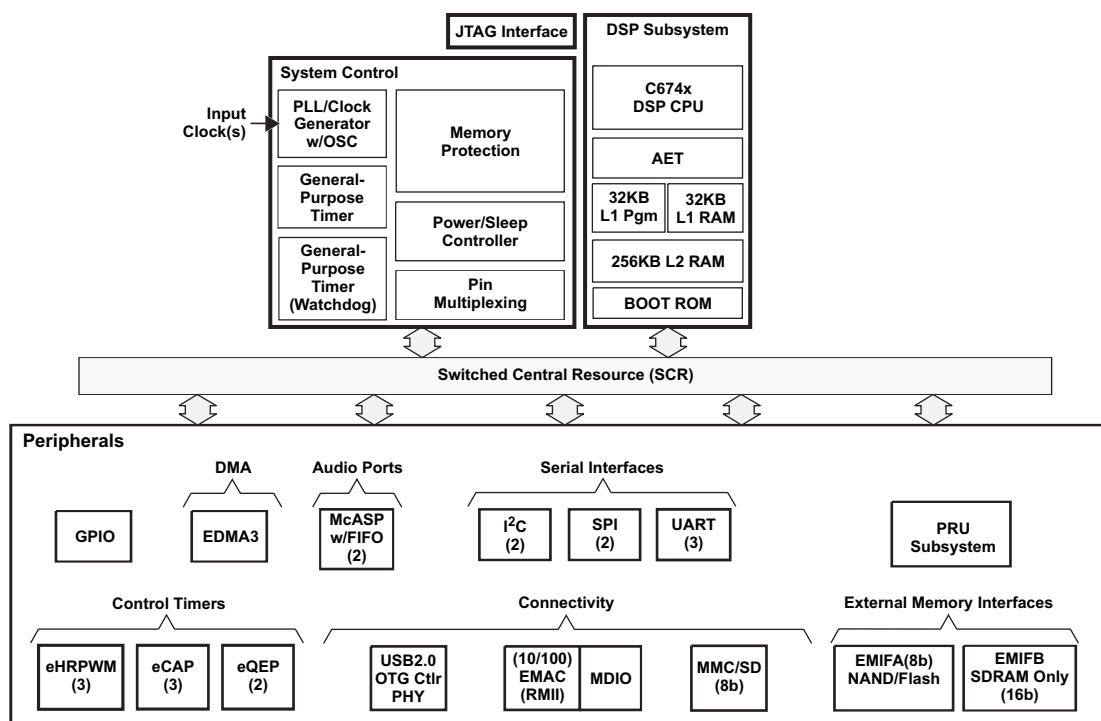 JTAG Interface
DSP Subsystem
System Control
Input
Clock(s)
PLL/Clock
Generator
w/OSC
Memory
Protection
General-
Purpose
Timer
Power/Sleep
Controller
General-
Purpose
Timer
(Watchdog)
Pin
Multiplexing
C674x
DSP CPU
AET
32KB
L1 Pgm
32KB
L1 RAM
256KB L2 RAM
BOOT ROM
Switched Central Resource (SCR)
Peripherals
DMA
Audio Ports
Serial Interfaces
GPIO
EDMA3
McASP
w/FIFO
(2)
I²C
(2)
SPI
(2)
UART
(3)
PRU
Subsystem
Control Timers
Connectivity
External Memory Interfaces
eHRPWM
(3)
eCAP
(3)
eQEP
(2)
USB2.0
OTG Ctlr
PHY
(10/100)
EMAC
(RMII)
MDIO
MMC/SD
(8b)
EMIFA(8b)
NAND/Flash
EMIFB
SDRAM Only
(16b)